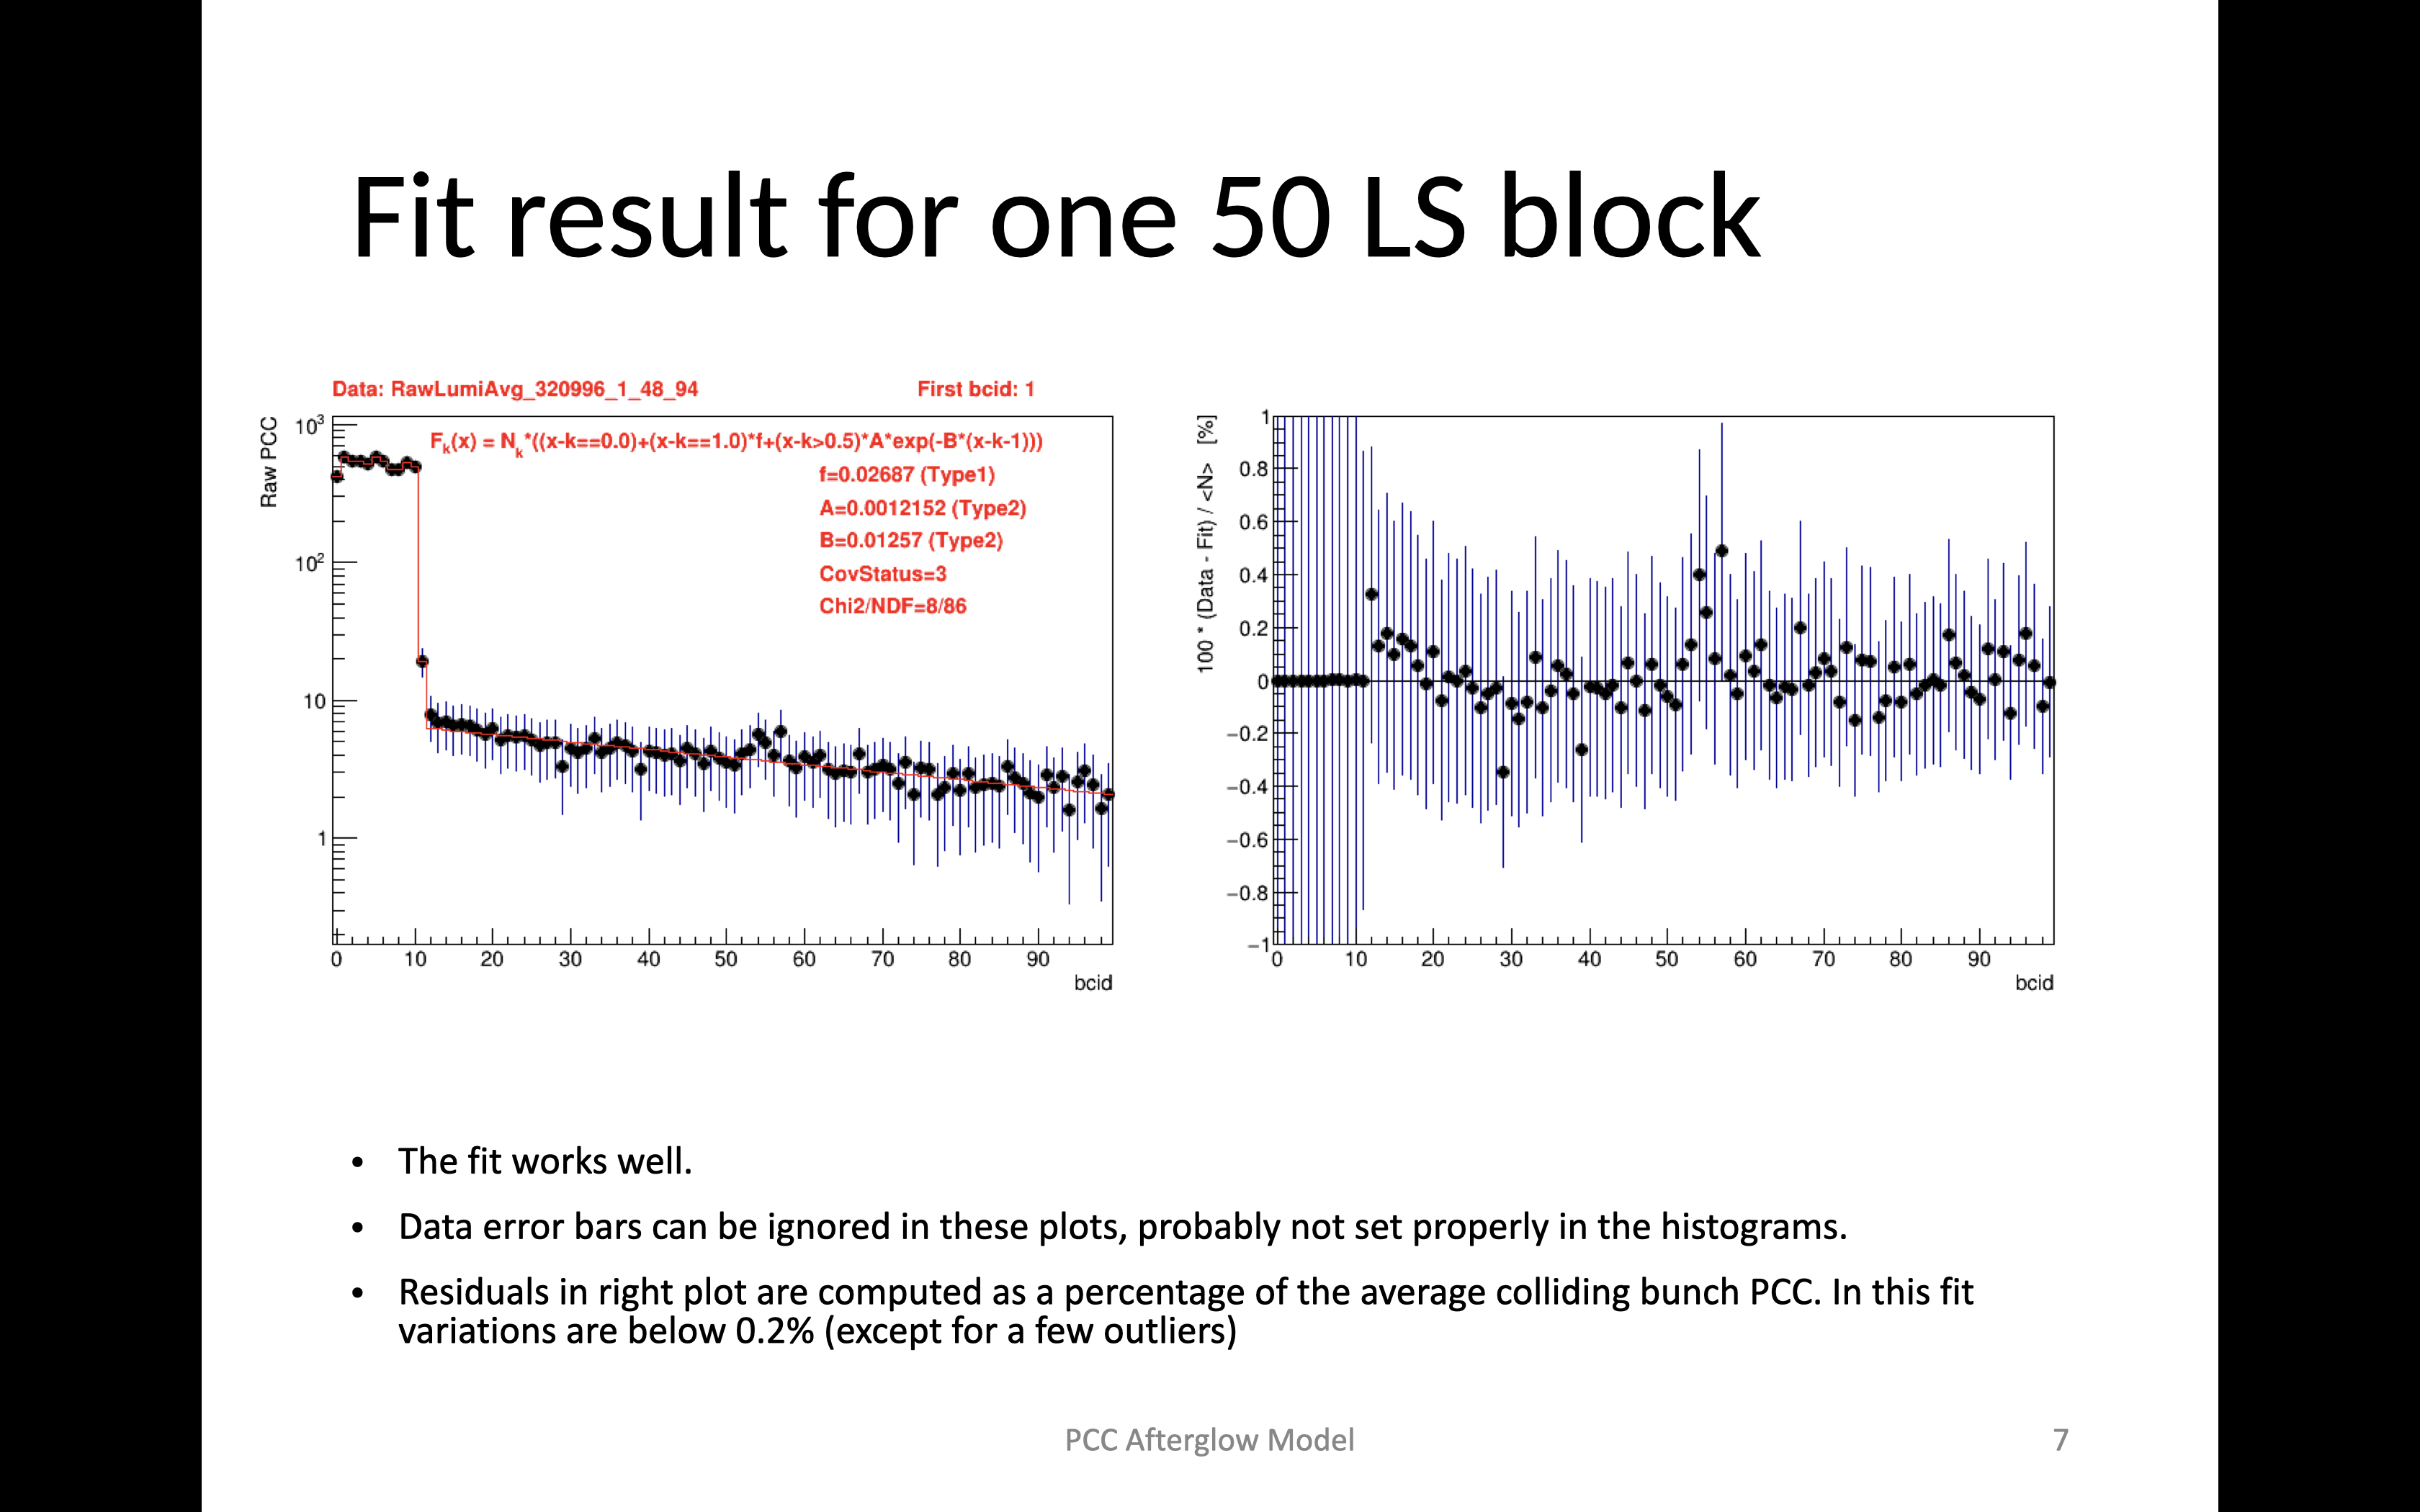 Fit result for one 50 LS block
Data: RawLumiAvg_320996_1_48_94
First bcid: 1
Raw PCC
10³
10²
10
1
F_k(x) = N_k*((x-k==0.0)+(x-k==1.0)*f+(x-k>0.5)*A*exp(-B*(x-k-1)))
f=0.02687 (Type1)
A=0.0012152 (Type2)
B=0.01257 (Type2)
CovStatus=3
Chi2/NDF=8/86
0 10 20 30 40 50 60 70 80 90
bcid
100 * (Data - Fit) / <N> [%]
1
0.8
0.6
0.4
0.2
0
−0.2
−0.4
−0.6
−0.8
−1
0 10 20 30 40 50 60 70 80 90
bcid
• The fit works well.
• Data error bars can be ignored in these plots, probably not set properly in the histograms.
• Residuals in right plot are computed as a percentage of the average colliding bunch PCC. In this fit
variations are below 0.2% (except for a few outliers)
PCC Afterglow Model
7